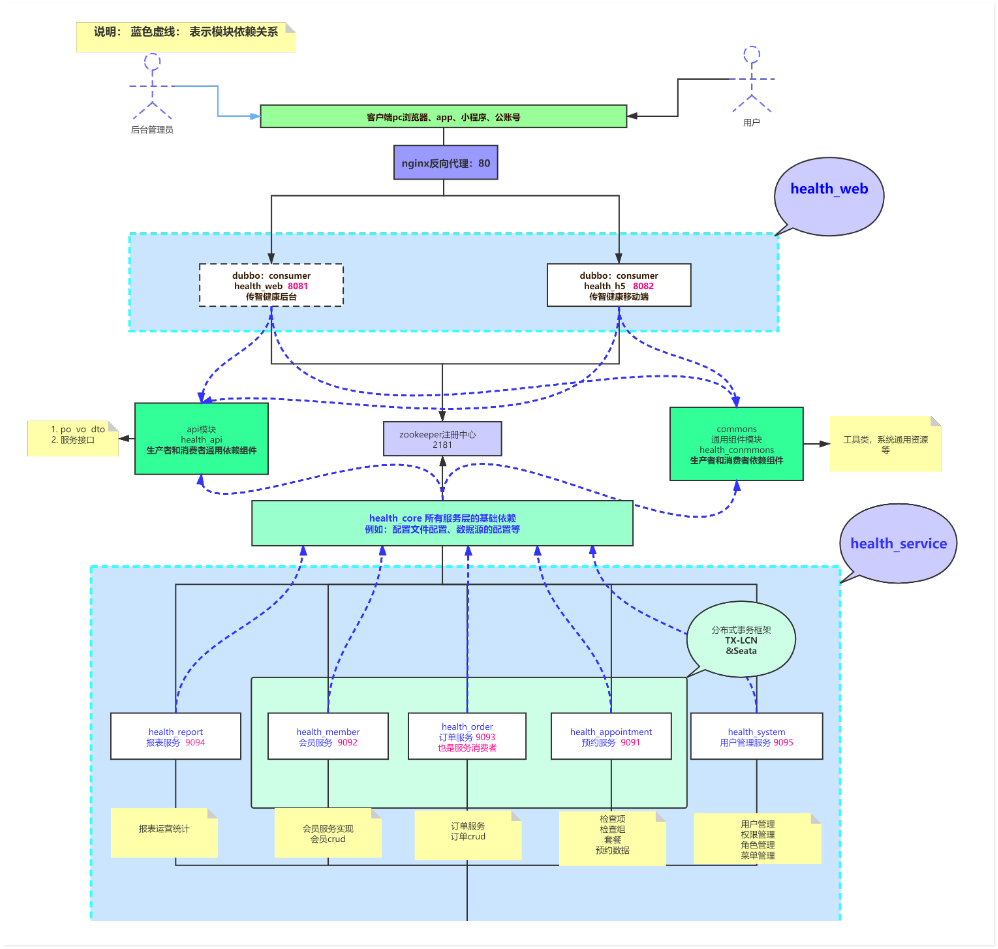 说明： 蓝色虚线： 表示模块依赖关系
后台管理员
用户
客户端pc浏览器、app、小程序、公账号
nginx反向代理：80
health_web
dubbo：consumer
health_web 8081
传智健康后台
dubbo：consumer
health_h5 8082
传智健康移动端
1. po vo dto
2. 服务接口
api模块
health_api
生产者和消费者通用依赖组件
zookeeper注册中心
2181
commons
通用组件模块
health_conmmons
生产者和消费者依赖组件
工具类，系统通用资源
等
health_core 所有服务层的基础依赖
例如：配置文件配置、数据源的配置等
health_service
分布式事务框架
TX-LCN
&Seata
health_report
报表服务 9094
health_member
会员服务 9092
health_order
订单服务 9093
也是服务消费者
health_appointment
预约服务 9091
health_system
用户管理服务 9095
报表运营统计
会员服务实现
会员crud
订单服务
订单crud
检查项
检查组
套餐
预约数据
用户管理
权限管理
角色管理
菜单管理